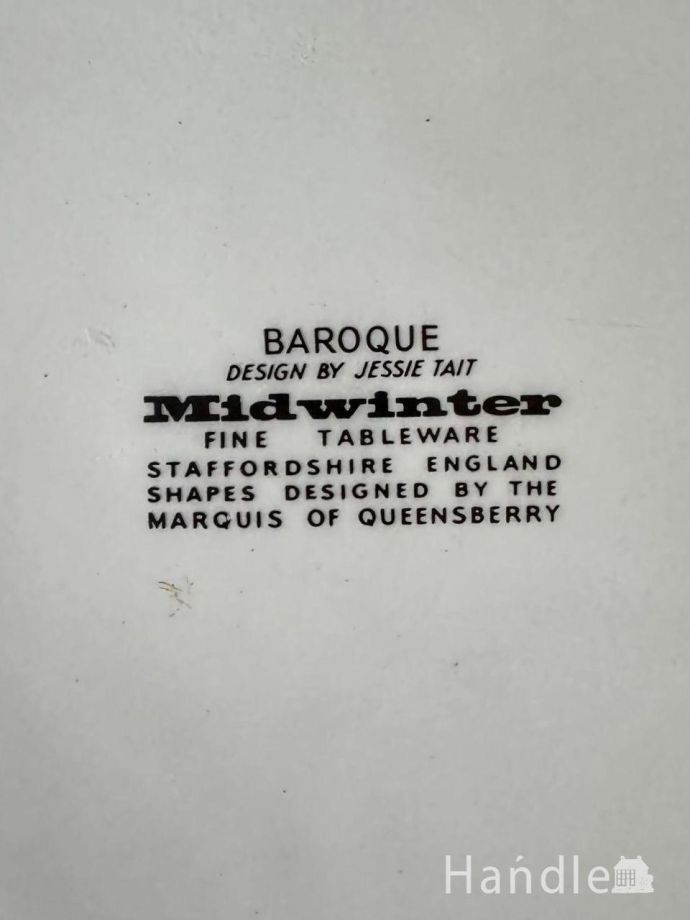 BAROQUE
DESIGN BY JESSIE TAIT
Midwinter
FINE TABLEWARE
STAFFORDSHIRE ENGLAND
SHAPES DESIGNED BY THE
MARQUIS OF QUEENSBERRY
Handle